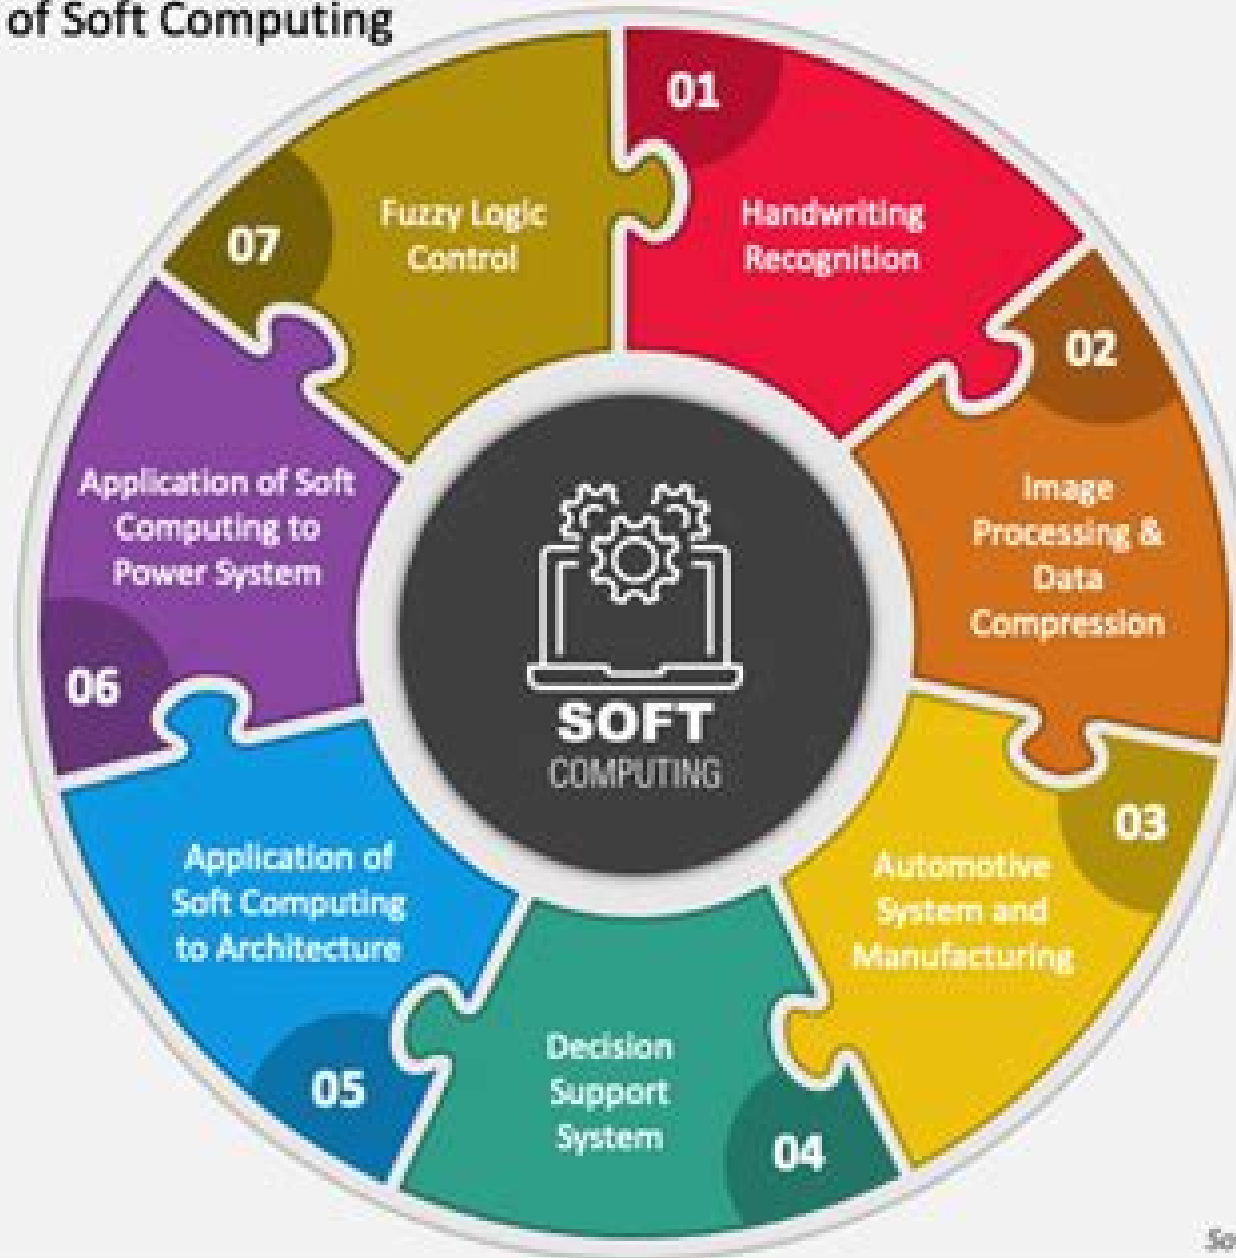 of Soft Computing
01
Handwriting
Recognition
02
Image
Processing &
Data
Compression
03
Automotive
System and
Manufacturing
04
Decision
Support
System
05
Application of
Soft Computing
to Architecture
06
Application of Soft
Computing to
Power System
07
Fuzzy Logic
Control
SOFT
COMPUTING